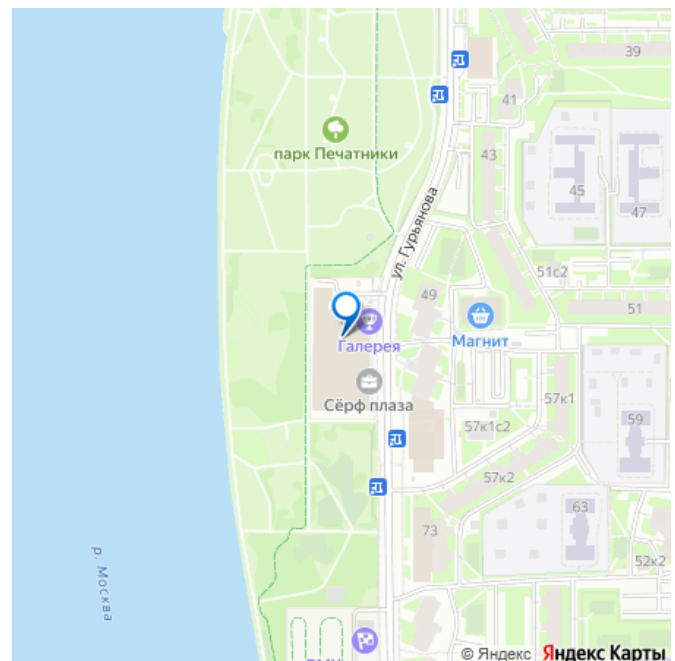 39
41
43
парк Печатники
45
47
ул. Гурьянова
51с2
49
51
Магнит
Галерея
Сёрф плаза
57к1
57к1с2
59
57к2
63
73
52к2
р. Москва
© Яндекс Яндекс Карты